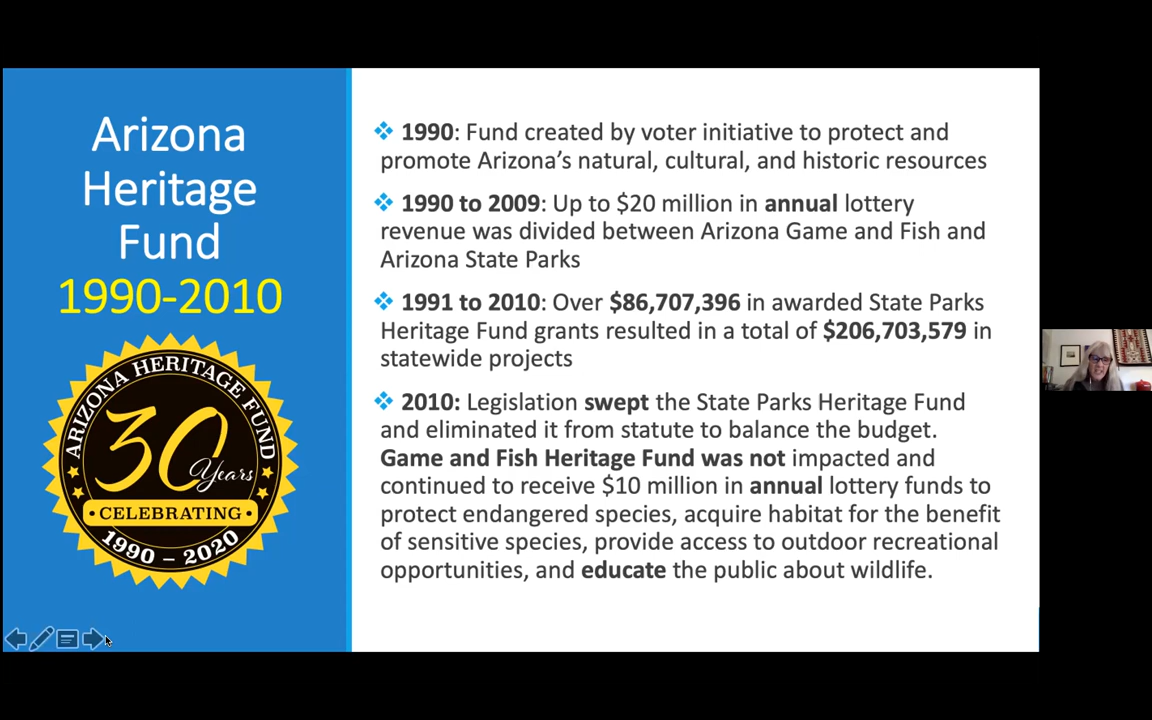 Arizona
Heritage
Fund
1990-2010
ARIZONA HERITAGE FUND
30
Years
• CELEBRATING •
1990 – 2020
❖ 1990: Fund created by voter initiative to protect and
promote Arizona’s natural, cultural, and historic resources
❖ 1990 to 2009: Up to $20 million in annual lottery
revenue was divided between Arizona Game and Fish and
Arizona State Parks
❖ 1991 to 2010: Over $86,707,396 in awarded State Parks
Heritage Fund grants resulted in a total of $206,703,579 in
statewide projects
❖ 2010: Legislation swept the State Parks Heritage Fund
and eliminated it from statute to balance the budget.
Game and Fish Heritage Fund was not impacted and
continued to receive $10 million in annual lottery funds to
protect endangered species, acquire habitat for the benefit
of sensitive species, provide access to outdoor recreational
opportunities, and educate the public about wildlife.